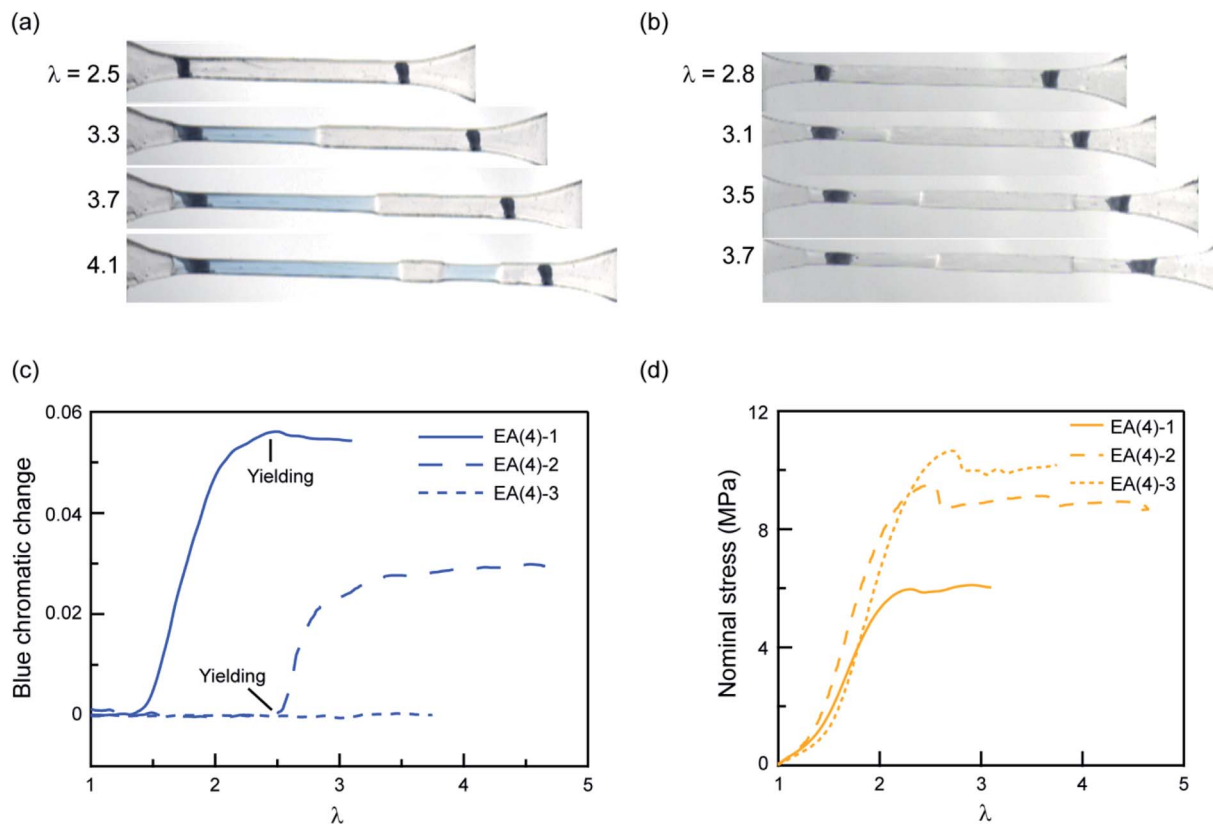 (a)
λ = 2.5
3.3
3.7
4.1
(b)
λ = 2.8
3.1
3.5
3.7
(c)
Blue chromatic change
0.06
0.04
0.02
0
1
2
3
4
5
λ
EA(4)-1
EA(4)-2
EA(4)-3
Yielding
Yielding
(d)
Nominal stress (MPa)
12
8
4
0
1
2
3
4
5
λ
EA(4)-1
EA(4)-2
EA(4)-3